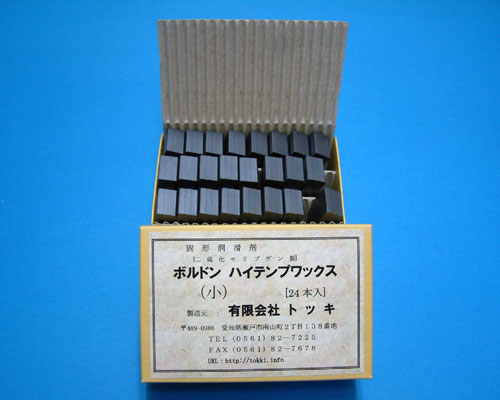 固形潤滑剤
[二硫化モリブデン製]
ボルドン ハイテンプワックス
(小) [24本入]
製造元 : 有限会社 トッキ
〒489-0986 愛知県瀬戸市南山町2丁目138番地
TEL (0561) 82-7225
FAX (0561) 82-7678
URL : http://tokki.info